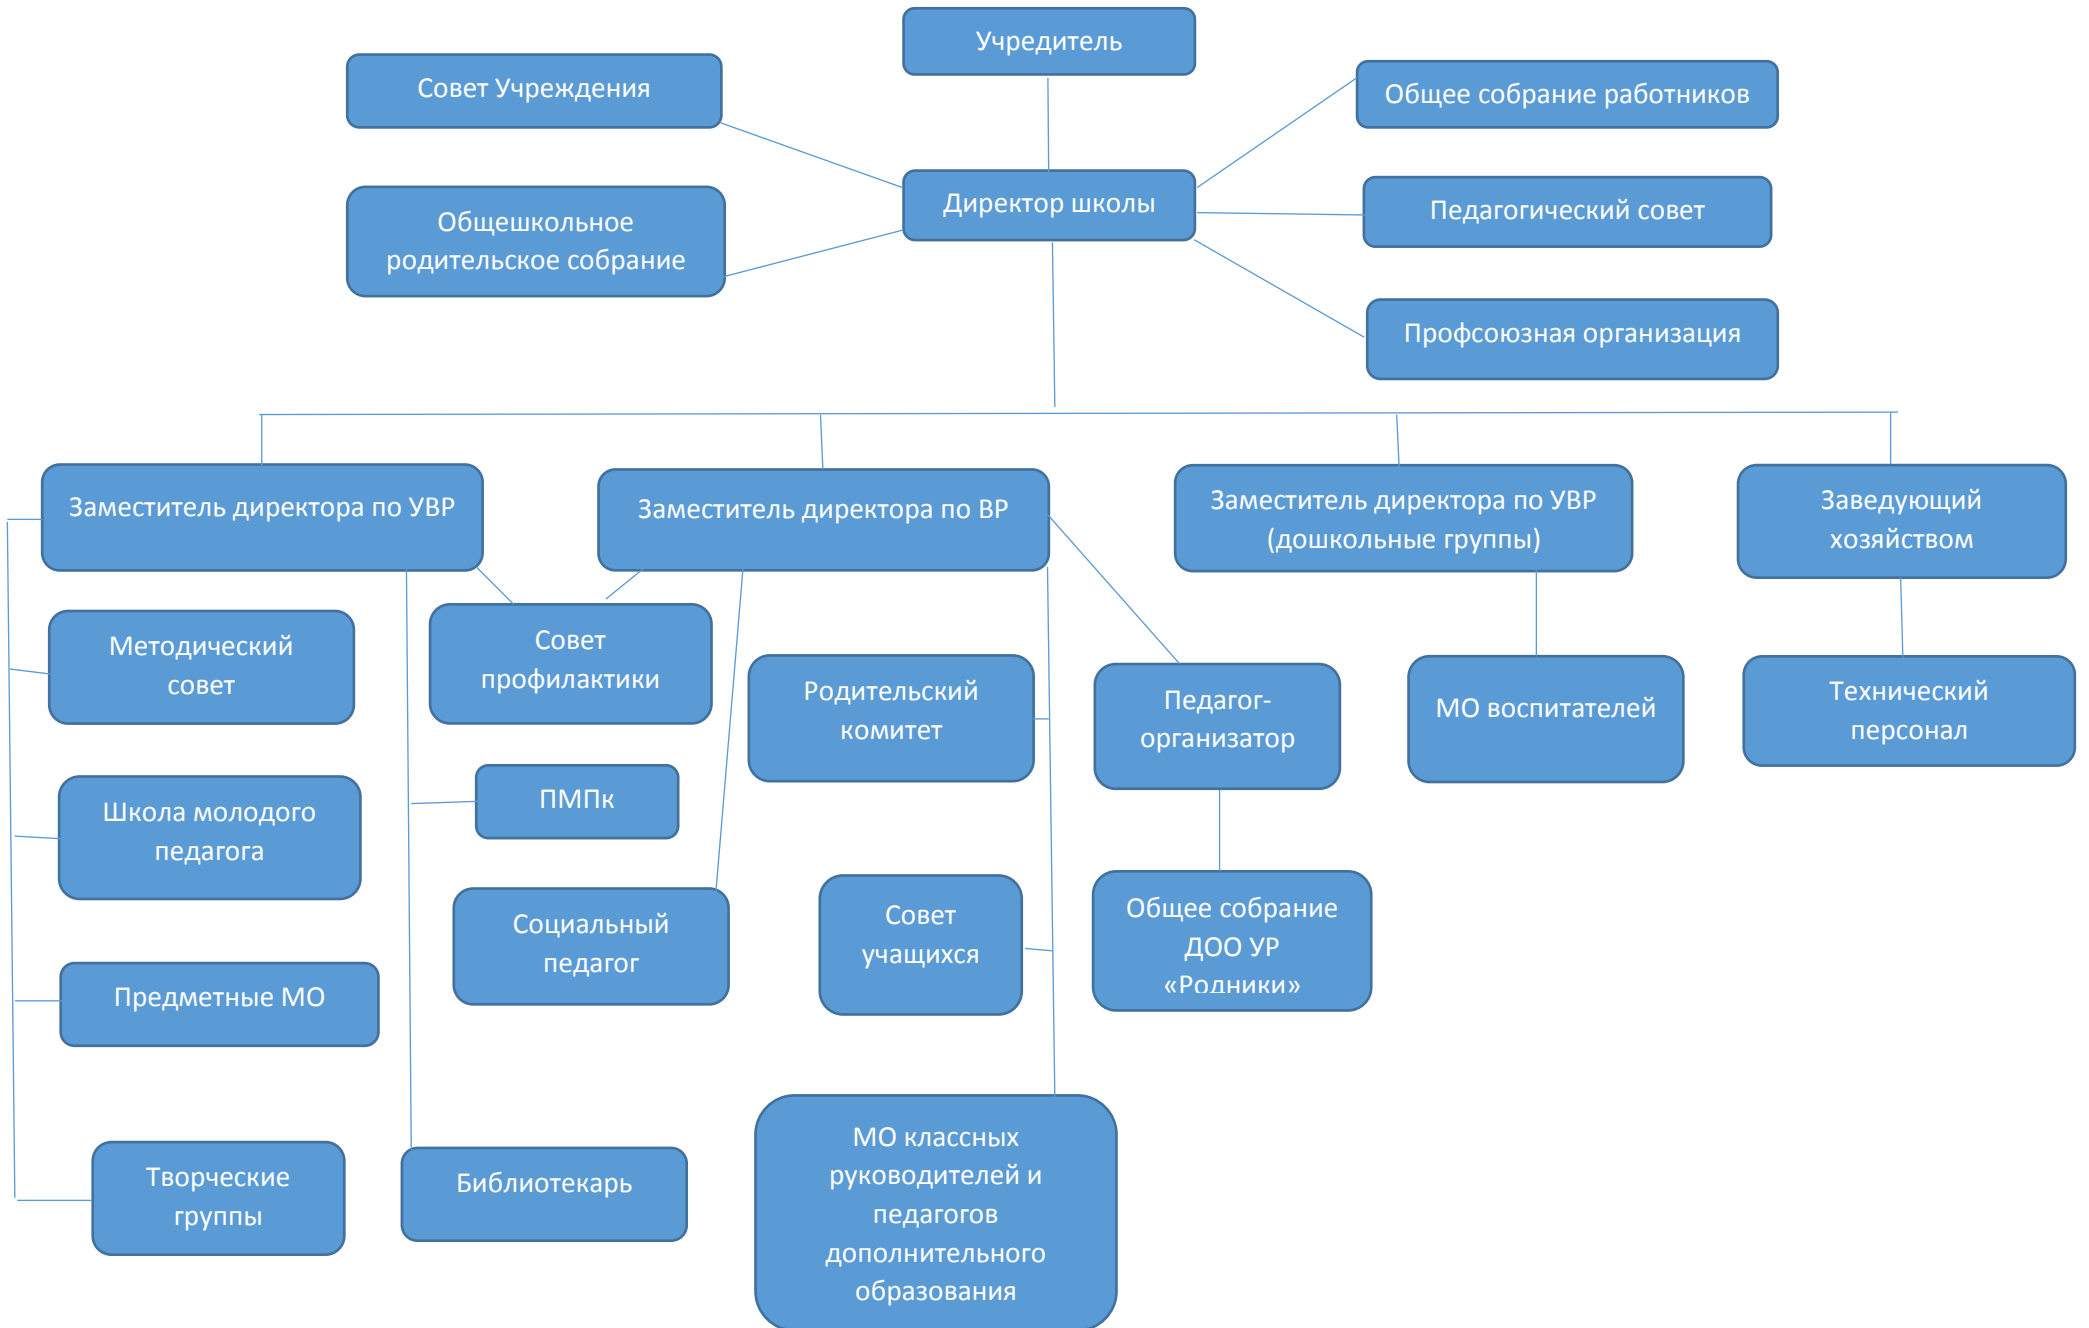 Учредитель
Совет Учреждения
Общее собрание работников
Директор школы
Общешкольное
родительское собрание
Педагогический совет
Профсоюзная организация
Заместитель директора по УВР
Заместитель директора по ВР
Заместитель директора по УВР
(дошкольные группы)
Заведующий
хозяйством
Методический
совет
Совет
профилактики
Родительский
комитет
Педагог-
организатор
МО воспитателей
Технический
персонал
Школа молодого
педагога
ПМПк
Социальный
педагог
Совет
учащихся
Общее собрание
ДОО УР
«Родники»
Предметные МО
Творческие
группы
Библиотекарь
МО классных
руководителей и
педагогов
дополнительного
образования